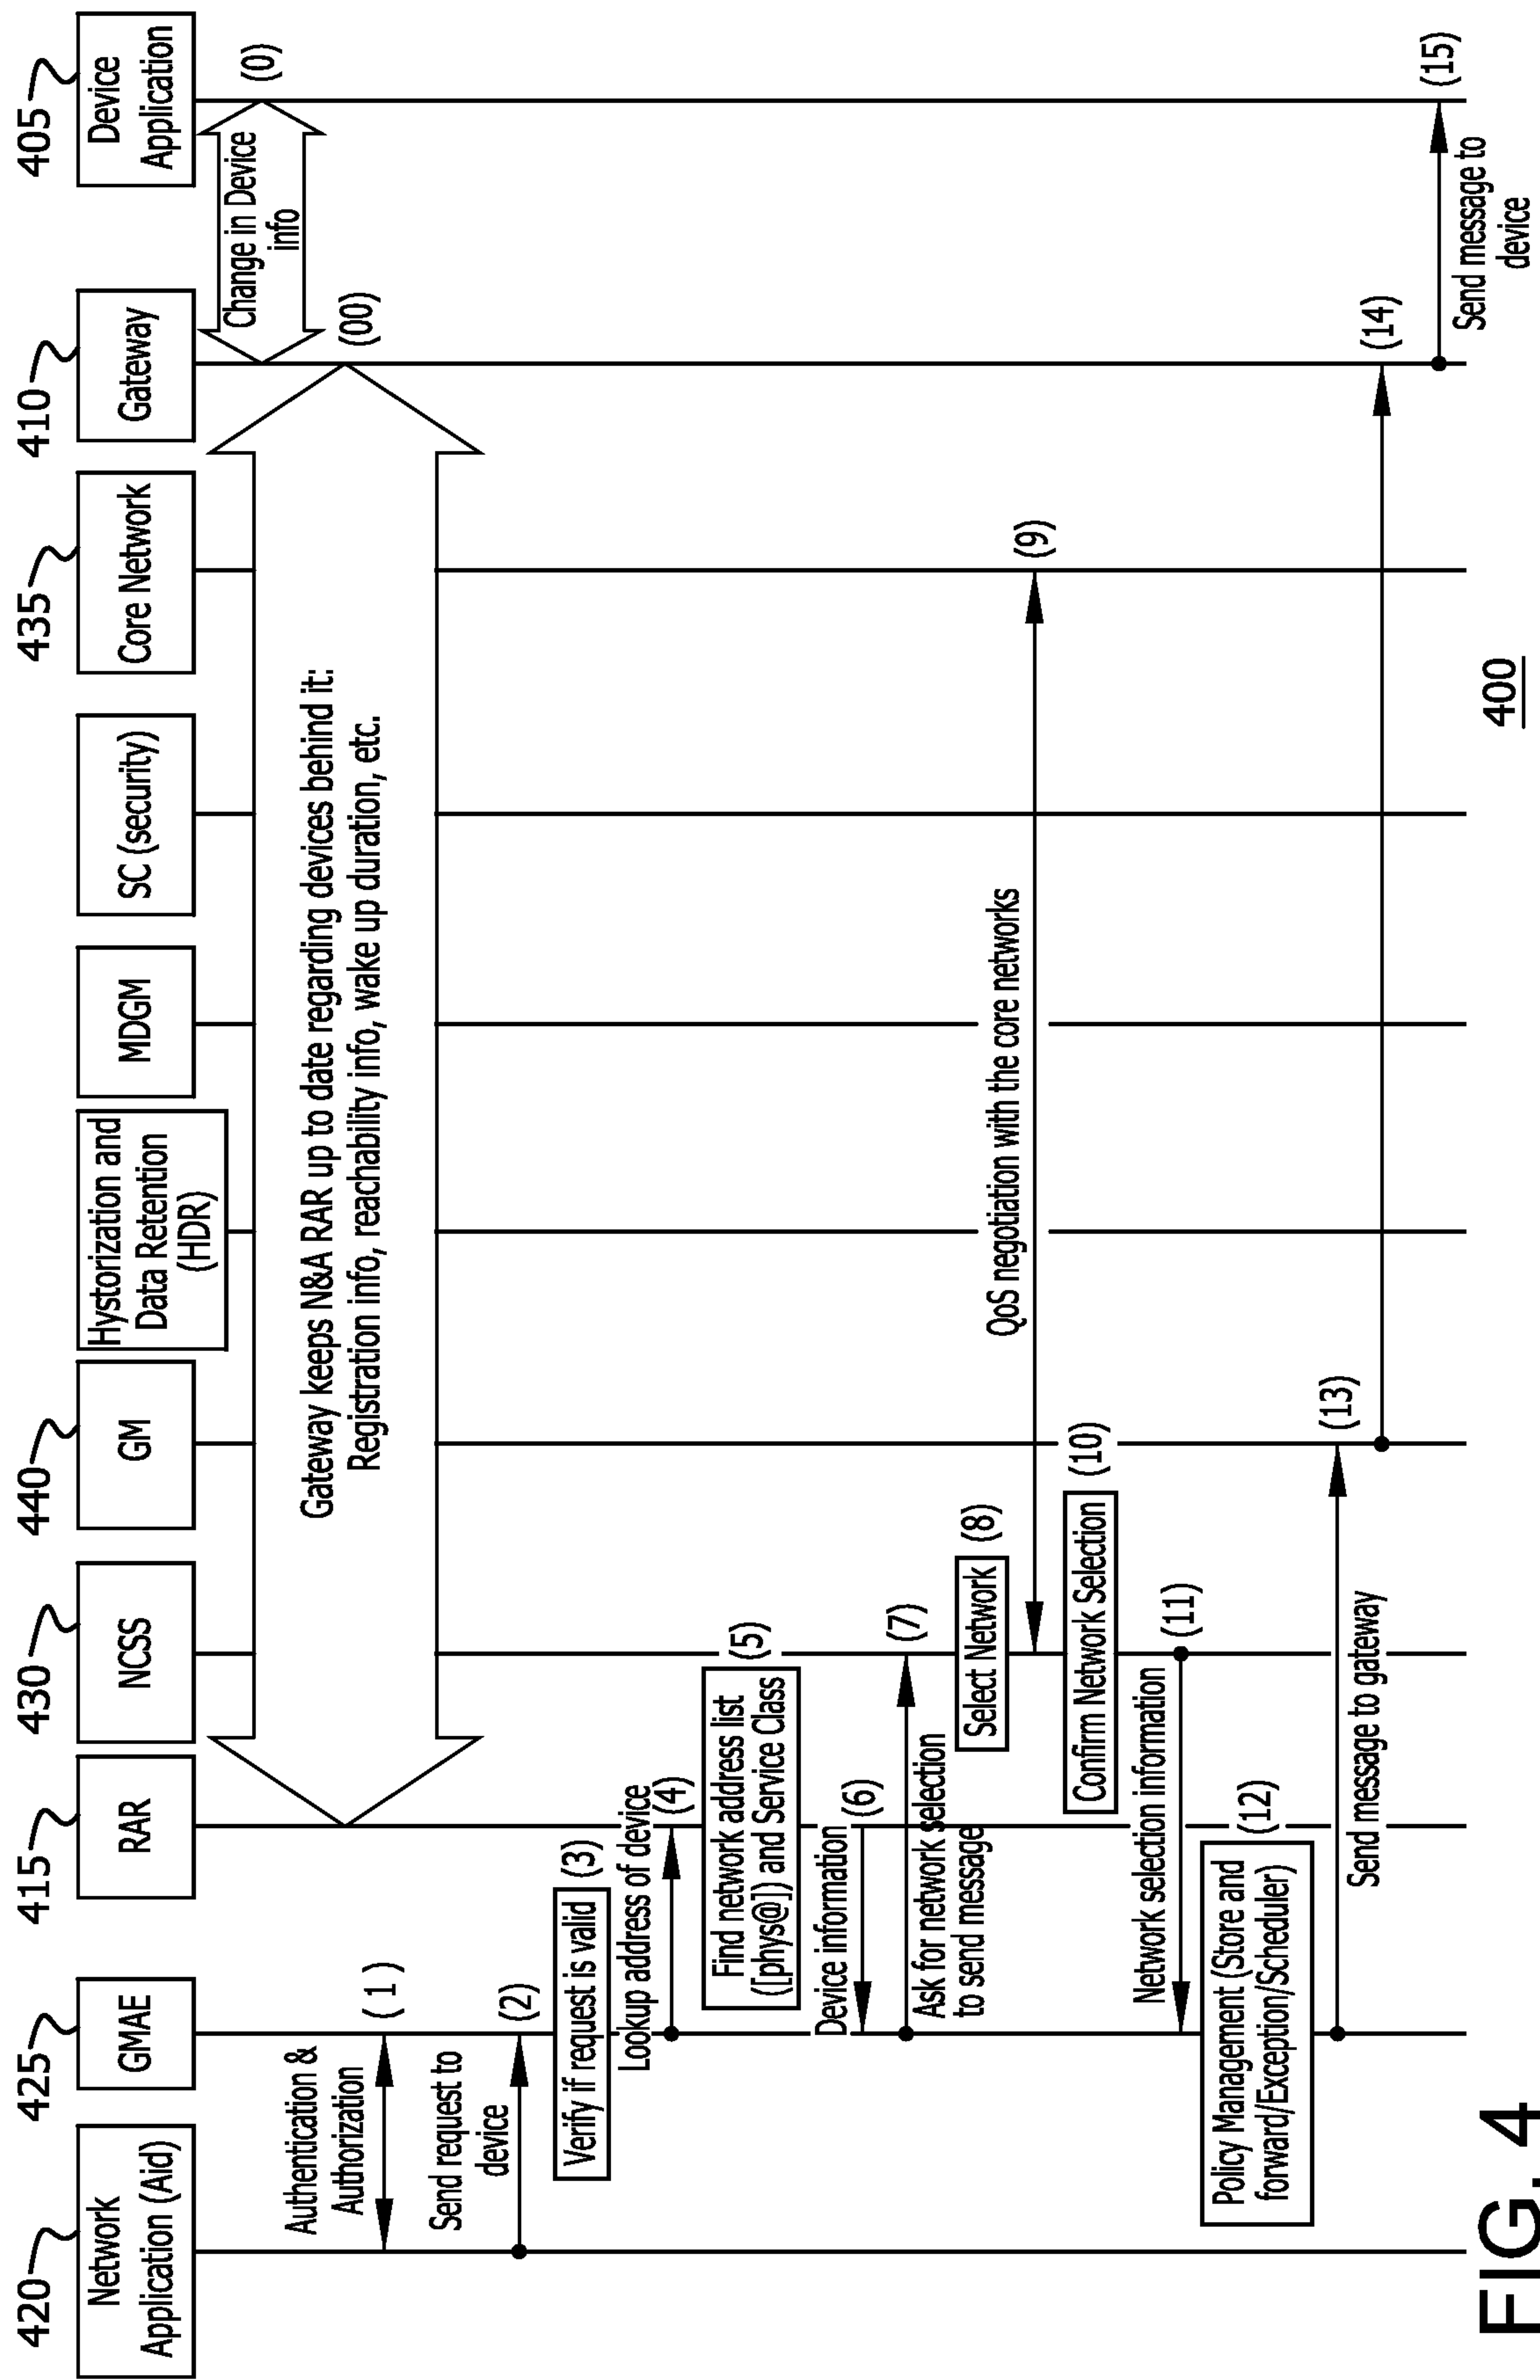 420
425
415
430
440
435
410
405
Network
Application (Aid)
GMAE
RAR
NCSS
GM
Hystorization and
Data Retention
(HDR)
MDGM
SC (security)
Core Network
Gateway
Device
Application
Change in Device
info
(0)
Gateway keeps N&A RAR up to date regarding devices behind it:
Registration info, reachability info, wake up duration, etc.
(00)
Authentication &
Authorization
(1)
Send request to
device
(2)
Verify if request is valid
(3)
Lookup address of device
(4)
Find network address list
([phys@]) and Service Class
(5)
Device information
(6)
Ask for network selection
to send message
(7)
Select Network
(8)
QoS negotiation with the core networks
(9)
Confirm Network Selection
(10)
Network selection information
(11)
Policy Management (Store and
forward/Exception/Scheduler)
(12)
Send message to gateway
(13)
(14)
Send message to
device
(15)
400
FIG. 4